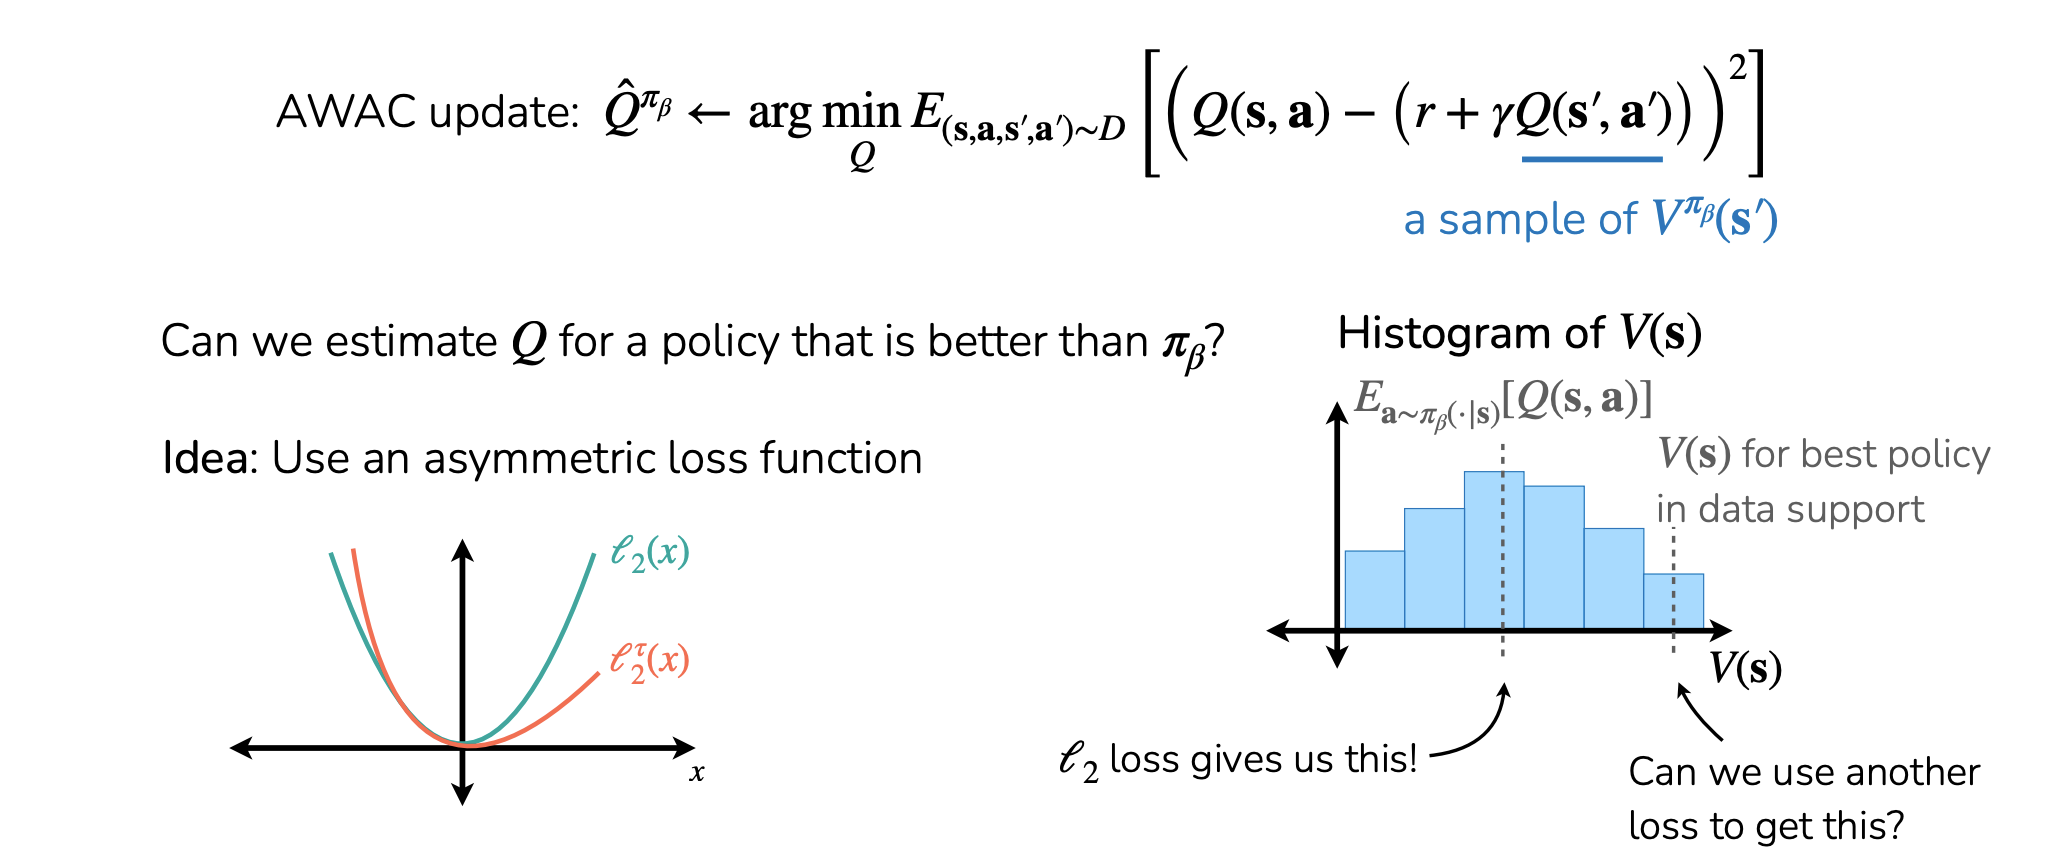 AWAC update: $\hat{Q}^{\pi_\beta} \leftarrow \arg\min_Q E_{(\mathbf{s},\mathbf{a},\mathbf{s}',\mathbf{a}')\sim D}\left[\left(Q(\mathbf{s},\mathbf{a}) - \left(r + \gamma Q(\mathbf{s}',\mathbf{a}')\right)\right)^2\right]$
a sample of $V^{\pi_\beta}(\mathbf{s}')$
Can we estimate $Q$ for a policy that is better than $\pi_\beta$?
Idea: Use an asymmetric loss function
$\ell_2(x)$
$\ell_2^\tau(x)$
$x$
Histogram of $V(\mathbf{s})$
$E_{\mathbf{a}\sim\pi_\beta(\cdot|\mathbf{s})}[Q(\mathbf{s},\mathbf{a})]$
$V(\mathbf{s})$ for best policy
in data support
$V(\mathbf{s})$
$\ell_2$ loss gives us this!
Can we use another
loss to get this?